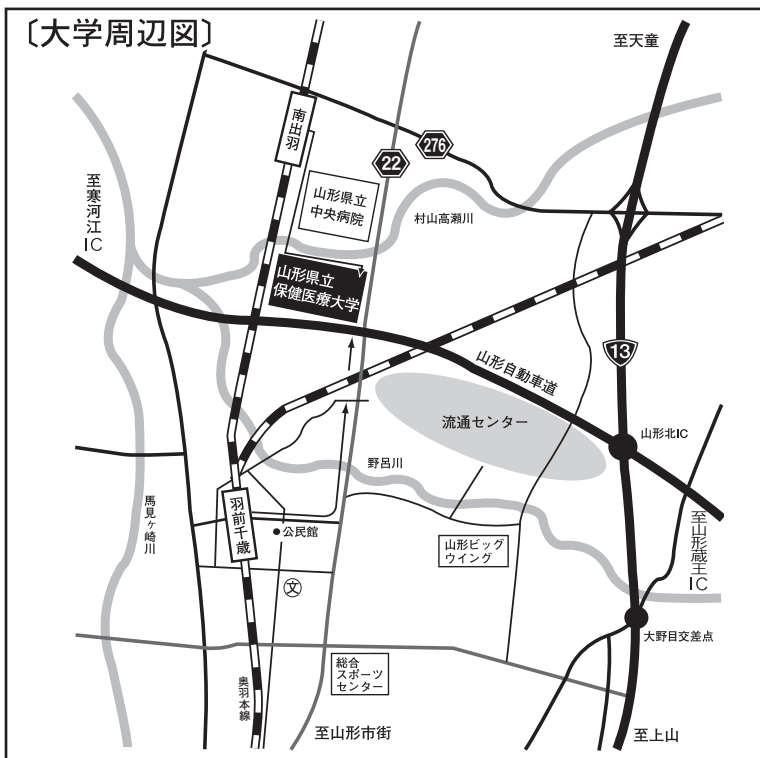 〔大学周辺図〕
至天童
南出羽
276
22
至寒河江IC
山形県立
中央病院
村山高瀬川
山形県立
保健医療大学
13
山形自動車道
流通センター
山形北IC
野呂川
羽前千歳
馬見ヶ崎川
公民館
山形ビッグ
ウイング
至山形蔵王IC
文
大野目交差点
総合
スポーツ
センター
奥羽本線
至山形市街
至上山